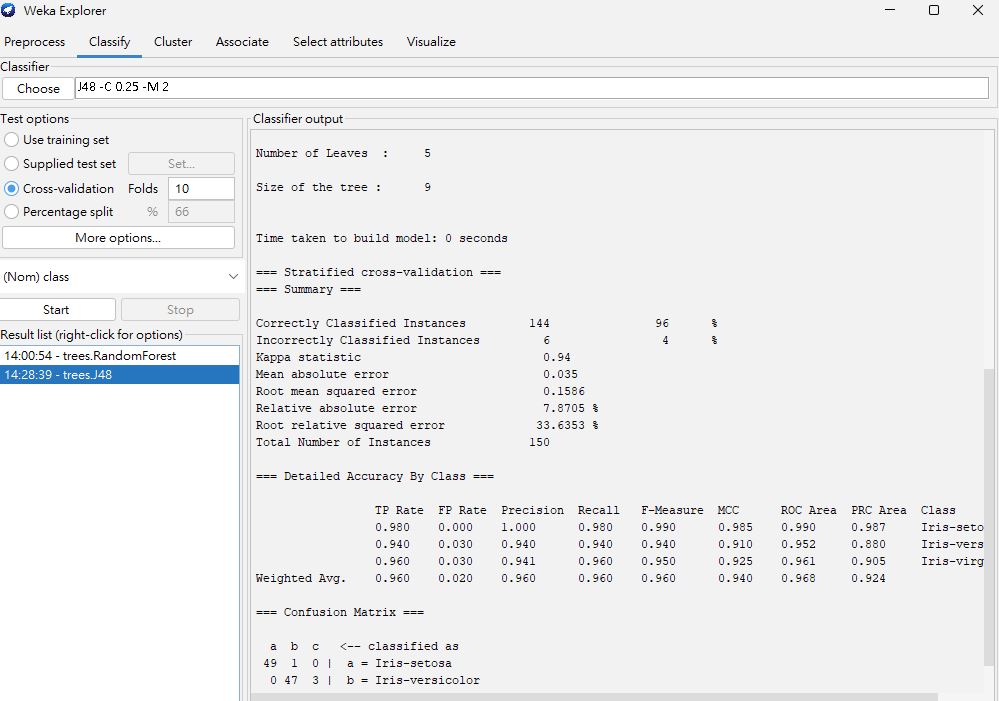 Weka Explorer
Preprocess Classify Cluster Associate Select attributes Visualize
Classifier
Choose J48 -C 0.25 -M 2
Test options
Use training set
Supplied test set Set...
Cross-validation Folds 10
Percentage split % 66
More options...
(Nom) class
Start Stop
Result list (right-click for options)
14:00:54 - trees.RandomForest
14:28:39 - trees.J48
Classifier output
Number of Leaves : 5
Size of the tree : 9
Time taken to build model: 0 seconds
=== Stratified cross-validation ===
=== Summary ===
Correctly Classified Instances 144 96 %
Incorrectly Classified Instances 6 4 %
Kappa statistic 0.94
Mean absolute error 0.035
Root mean squared error 0.1586
Relative absolute error 7.8705 %
Root relative squared error 33.6353 %
Total Number of Instances 150
=== Detailed Accuracy By Class ===
TP Rate FP Rate Precision Recall F-Measure MCC ROC Area PRC Area Class
0.980 0.000 1.000 0.980 0.990 0.985 0.990 0.987 Iris-seto
0.940 0.030 0.940 0.940 0.940 0.910 0.952 0.880 Iris-vers
0.960 0.030 0.941 0.960 0.950 0.925 0.961 0.905 Iris-virg
Weighted Avg. 0.960 0.020 0.960 0.960 0.960 0.940 0.968 0.924
=== Confusion Matrix ===
a b c <-- classified as
49 1 0 | a = Iris-setosa
0 47 3 | b = Iris-versicolor